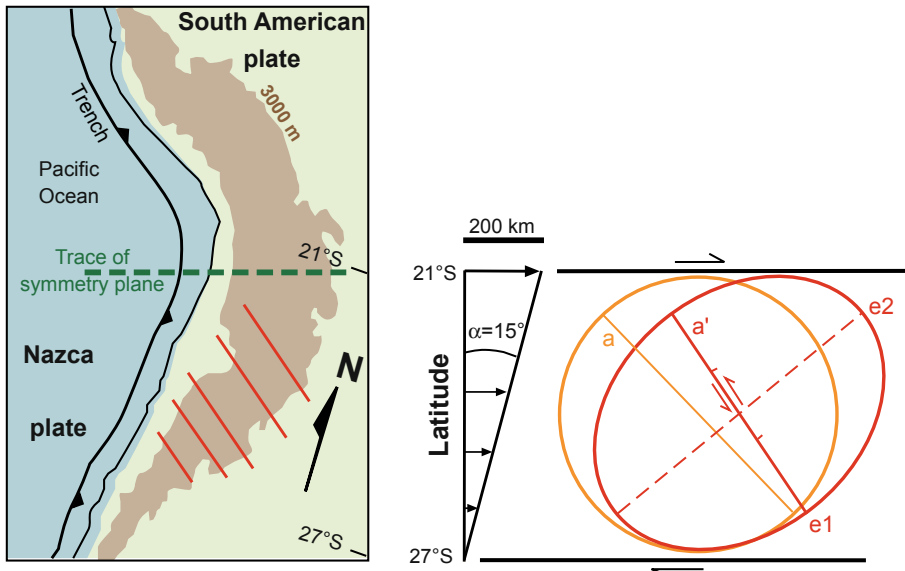 South American
plate
3000 m
Trench
Pacific
Ocean
Trace of
symmetry plane
21°S
Nazca
plate
N
27°S
200 km
21°S
α=15°
Latitude
27°S
a
a'
e2
e1